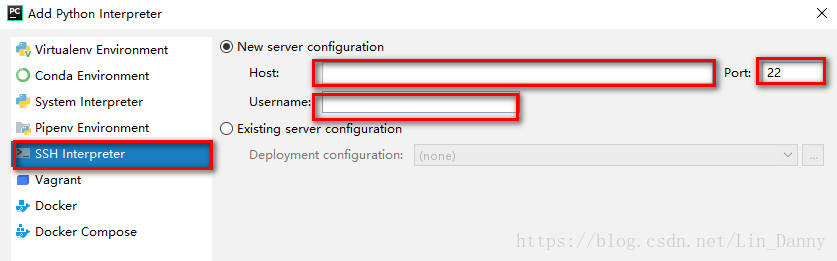 PC Add Python Interpreter
Virtualenv Environment
Conda Environment
System Interpreter
Pipenv Environment
SSH Interpreter
Vagrant
Docker
Docker Compose
New server configuration
Host: Port: 22
Username:
Existing server configuration
Deployment configuration: (none) ...
https://blog.csdn.net/Lin_Danny